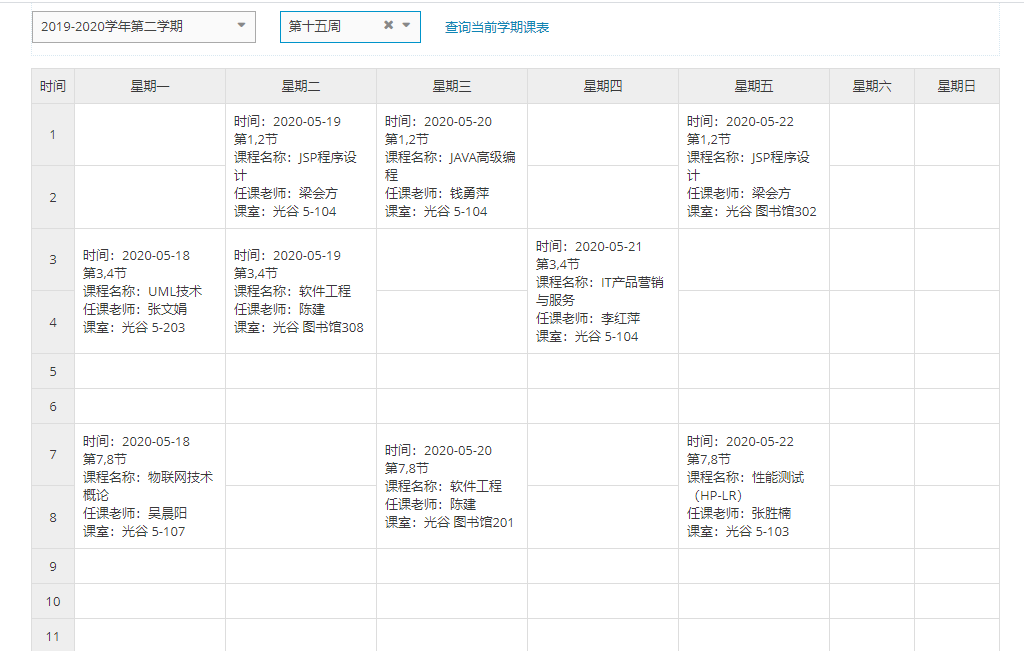 2019-2020学年第二学期
第十五周
查询当前学期课表
时间 星期一 星期二 星期三 星期四 星期五 星期六 星期日
1
时间：2020-05-19
第1,2节
课程名称：JSP程序设
计
任课老师：梁会方
课室：光谷 5-104
时间：2020-05-20
第1,2节
课程名称：JAVA高级编
程
任课老师：钱勇萍
课室：光谷 5-104
时间：2020-05-22
第1,2节
课程名称：JSP程序设
计
任课老师：梁会方
课室：光谷 图书馆302
2
3
时间：2020-05-18
第3,4节
课程名称：UML技术
任课老师：张文娟
课室：光谷 5-203
时间：2020-05-19
第3,4节
课程名称：软件工程
任课老师：陈建
课室：光谷 图书馆308
时间：2020-05-21
第3,4节
课程名称：IT产品营销
与服务
任课老师：李红萍
课室：光谷 5-104
4
5
6
7
时间：2020-05-18
第7,8节
课程名称：物联网技术
概论
任课老师：吴晨阳
课室：光谷 5-107
时间：2020-05-20
第7,8节
课程名称：软件工程
任课老师：陈建
课室：光谷 图书馆201
时间：2020-05-22
第7,8节
课程名称：性能测试
（HP-LR）
任课老师：张胜楠
课室：光谷 5-103
8
9
10
11